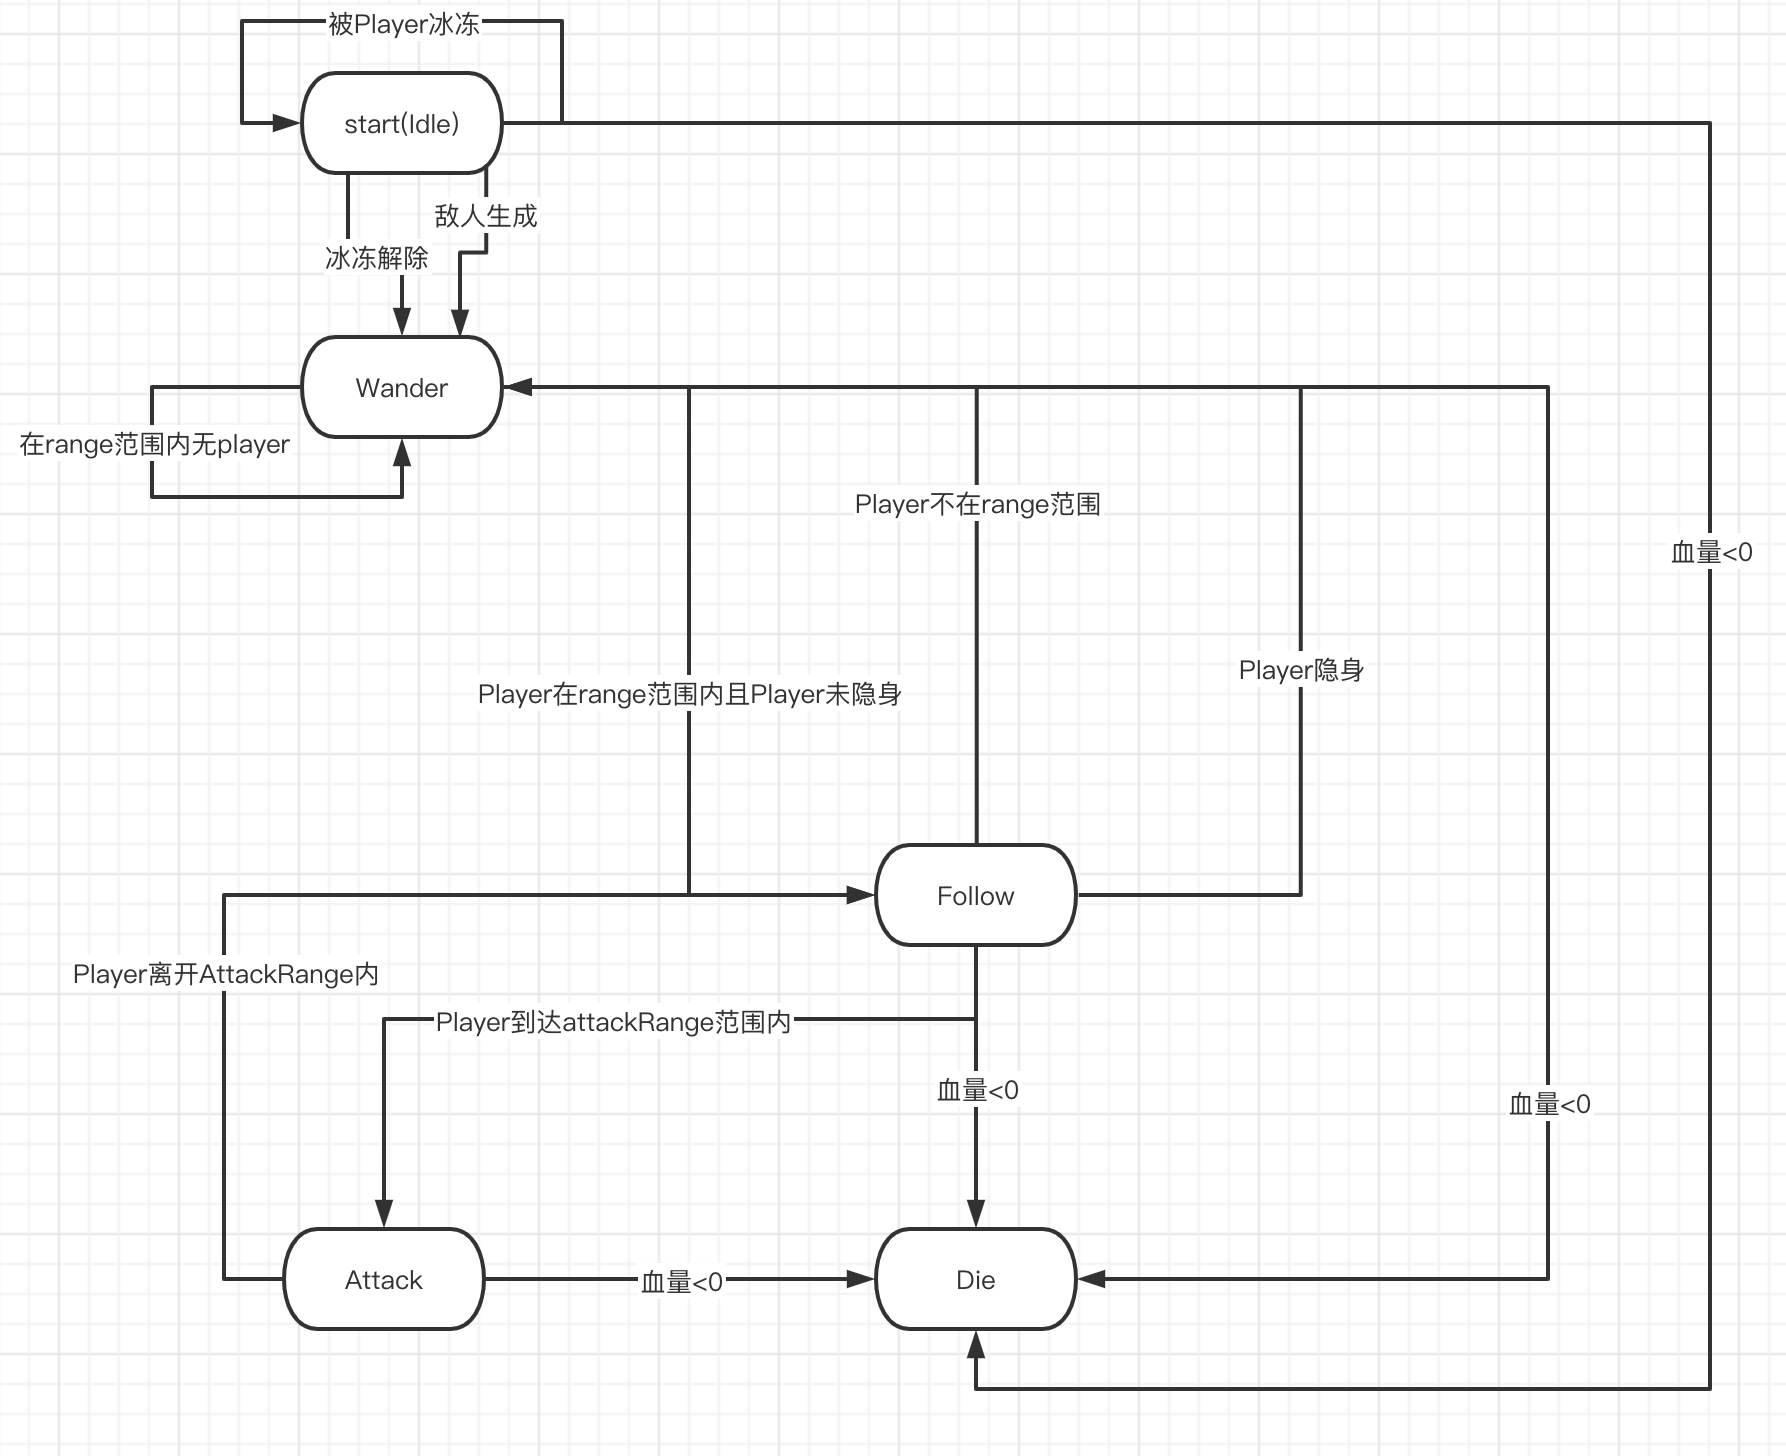 被Player冰冻
start(Idle)
敌人生成
冰冻解除
Wander
在range范围内无player
Player不在range范围
血量<0
Player隐身
Player在range范围内且Player未隐身
Follow
Player离开AttackRange内
Player到达attackRange范围内
血量<0
血量<0
Attack
血量<0
Die